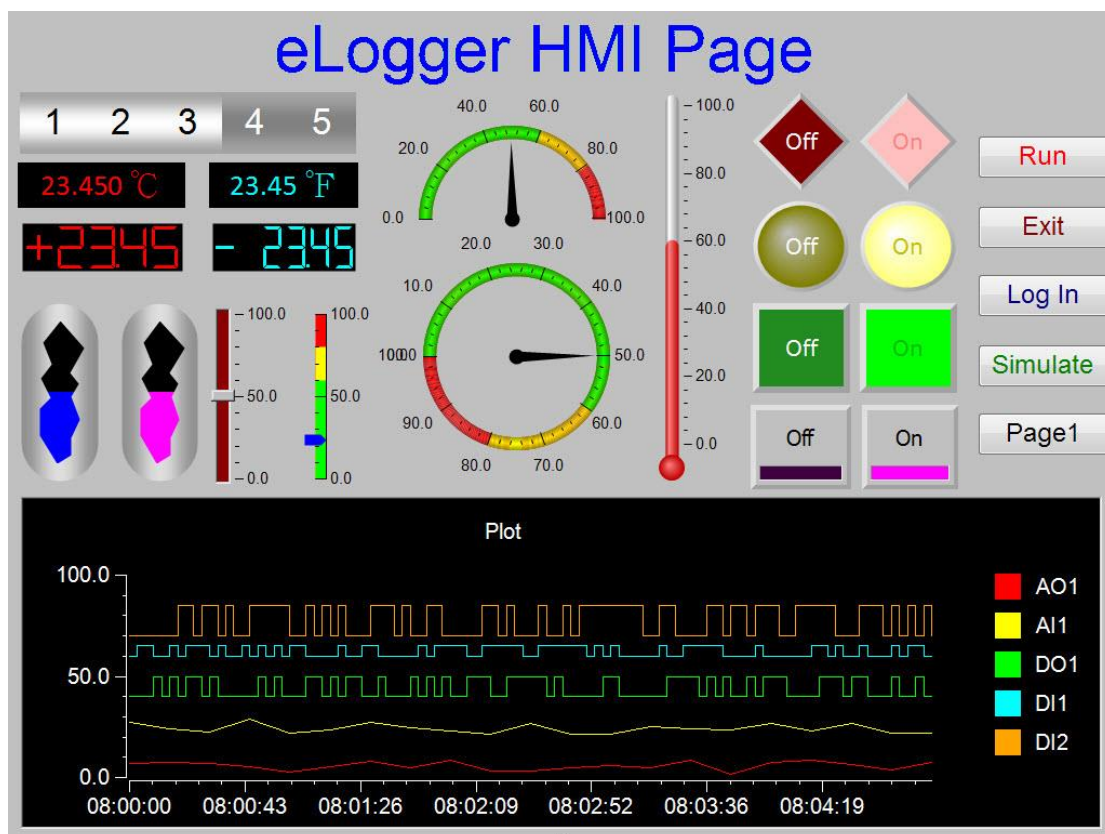 eLogger HMI Page
1 2 3 4 5
23.450 °C
23.45 °F
+23.45
- 23.45
100.0
50.0
0.0
100.0
50.0
0.0
0.0
20.0
40.0
60.0
80.0
100.0
10.0
20.0
30.0
40.0
50.0
60.0
70.0
80.0
90.0
100.0
100.0
80.0
60.0
40.0
20.0
0.0
Off
On
Off
On
Off
On
Off
On
Run
Exit
Log In
Simulate
Page1
Plot
100.0
50.0
0.0
08:00:00 08:00:43 08:01:26 08:02:09 08:02:52 08:03:36 08:04:19
AO1
AI1
DO1
DI1
DI2